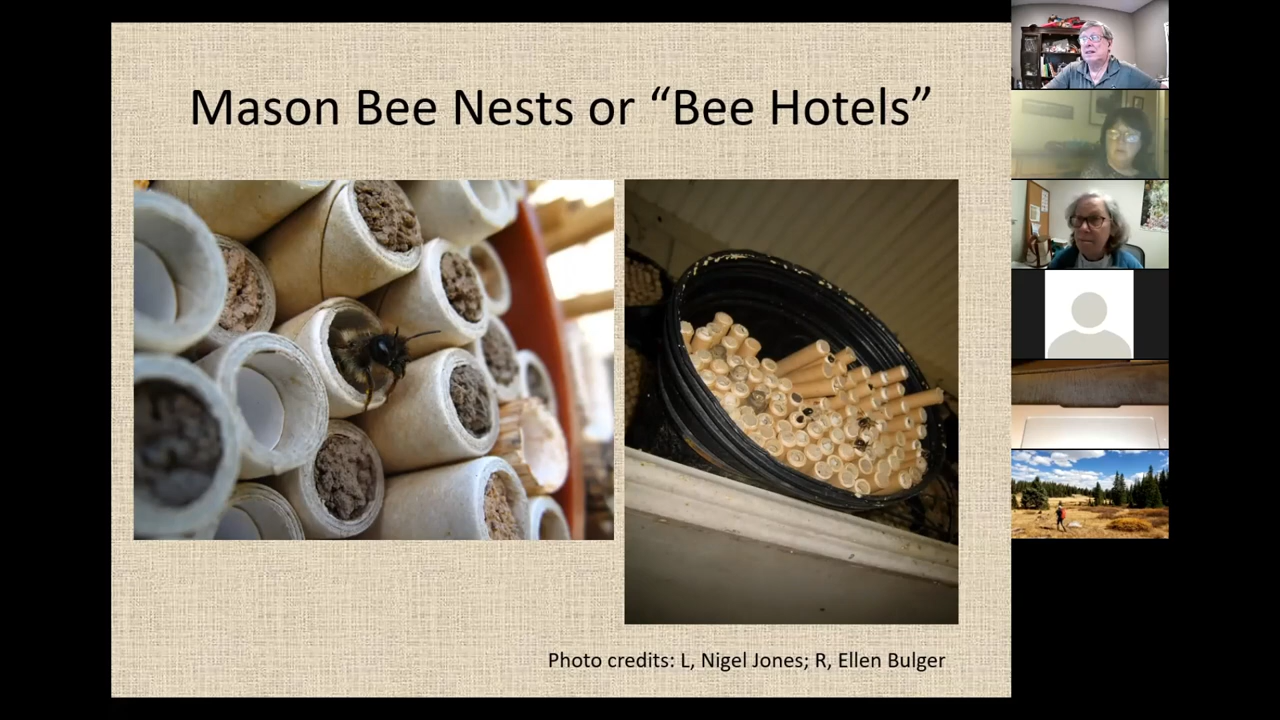 Mason Bee Nests or “Bee Hotels”
Photo credits: L, Nigel Jones; R, Ellen Bulger